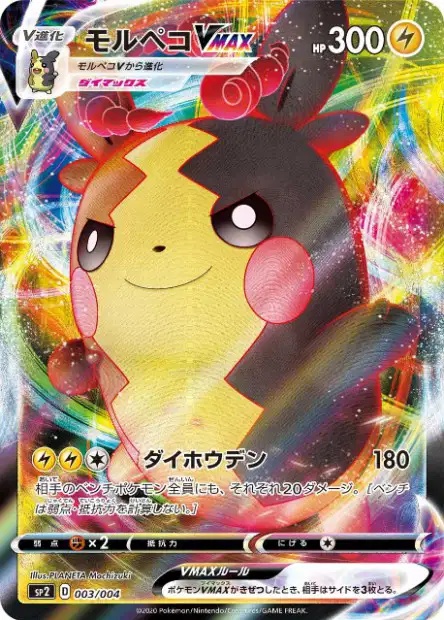 V進化
モルペコVMAX
HP300
モルペコVから進化
ダイマックス
ダイホウデン 180
相手のベンチポケモン全員にも、それぞれ20ダメージ。[ベンチ
は弱点・抵抗力を計算しない。]
弱点 ×2 抵抗力 にげる
Illus.PLANETA Mochizuki
VMAXルール
ポケモンVMAXがきぜつしたとき、相手はサイドを3枚とる。
SP2 D 003/004
©2020 Pokémon/Nintendo/Creatures/GAME FREAK.